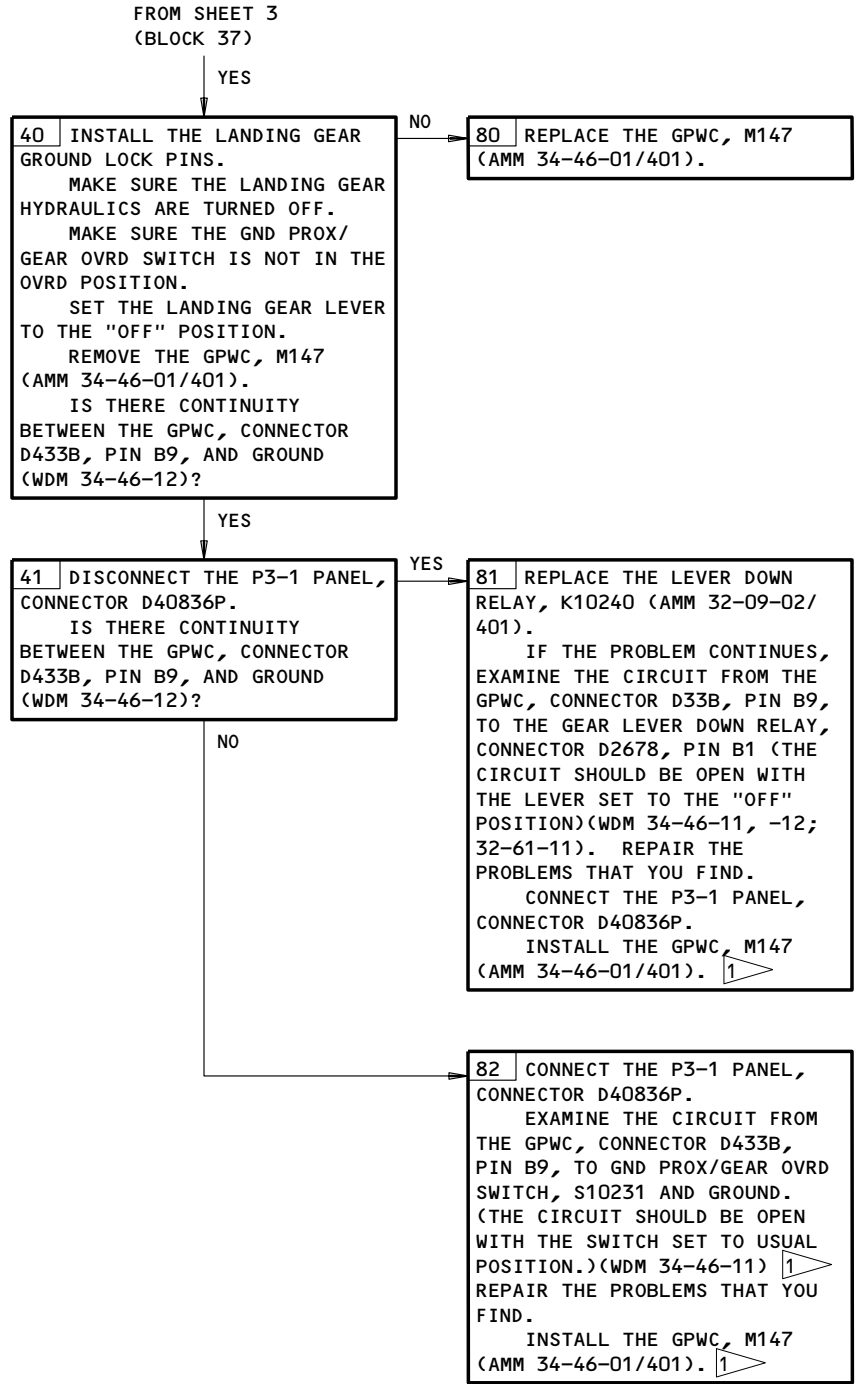 FROM SHEET 3
(BLOCK 37)
YES
40 INSTALL THE LANDING GEAR
GROUND LOCK PINS.
MAKE SURE THE LANDING GEAR
HYDRAULICS ARE TURNED OFF.
MAKE SURE THE GND PROX/
GEAR OVRD SWITCH IS NOT IN THE
OVRD POSITION.
SET THE LANDING GEAR LEVER
TO THE "OFF" POSITION.
REMOVE THE GPWC, M147
(AMM 34-46-01/401).
IS THERE CONTINUITY
BETWEEN THE GPWC, CONNECTOR
D433B, PIN B9, AND GROUND
(WDM 34-46-12)?
NO
80 REPLACE THE GPWC, M147
(AMM 34-46-01/401).
YES
41 DISCONNECT THE P3-1 PANEL,
CONNECTOR D40836P.
IS THERE CONTINUITY
BETWEEN THE GPWC, CONNECTOR
D433B, PIN B9, AND GROUND
(WDM 34-46-12)?
YES
81 REPLACE THE LEVER DOWN
RELAY, K10240 (AMM 32-09-02/
401).
IF THE PROBLEM CONTINUES,
EXAMINE THE CIRCUIT FROM THE
GPWC, CONNECTOR D33B, PIN B9,
TO THE GEAR LEVER DOWN RELAY,
CONNECTOR D2678, PIN B1 (THE
CIRCUIT SHOULD BE OPEN WITH
THE LEVER SET TO THE "OFF"
POSITION)(WDM 34-46-11, -12;
32-61-11). REPAIR THE
PROBLEMS THAT YOU FIND.
CONNECT THE P3-1 PANEL,
CONNECTOR D40836P.
INSTALL THE GPWC, M147
(AMM 34-46-01/401). 1
NO
82 CONNECT THE P3-1 PANEL,
CONNECTOR D40836P.
EXAMINE THE CIRCUIT FROM
THE GPWC, CONNECTOR D433B,
PIN B9, TO GND PROX/GEAR OVRD
SWITCH, S10231 AND GROUND.
(THE CIRCUIT SHOULD BE OPEN
WITH THE SWITCH SET TO USUAL
POSITION.)(WDM 34-46-11) 1
REPAIR THE PROBLEMS THAT YOU
FIND.
INSTALL THE GPWC, M147
(AMM 34-46-01/401). 1